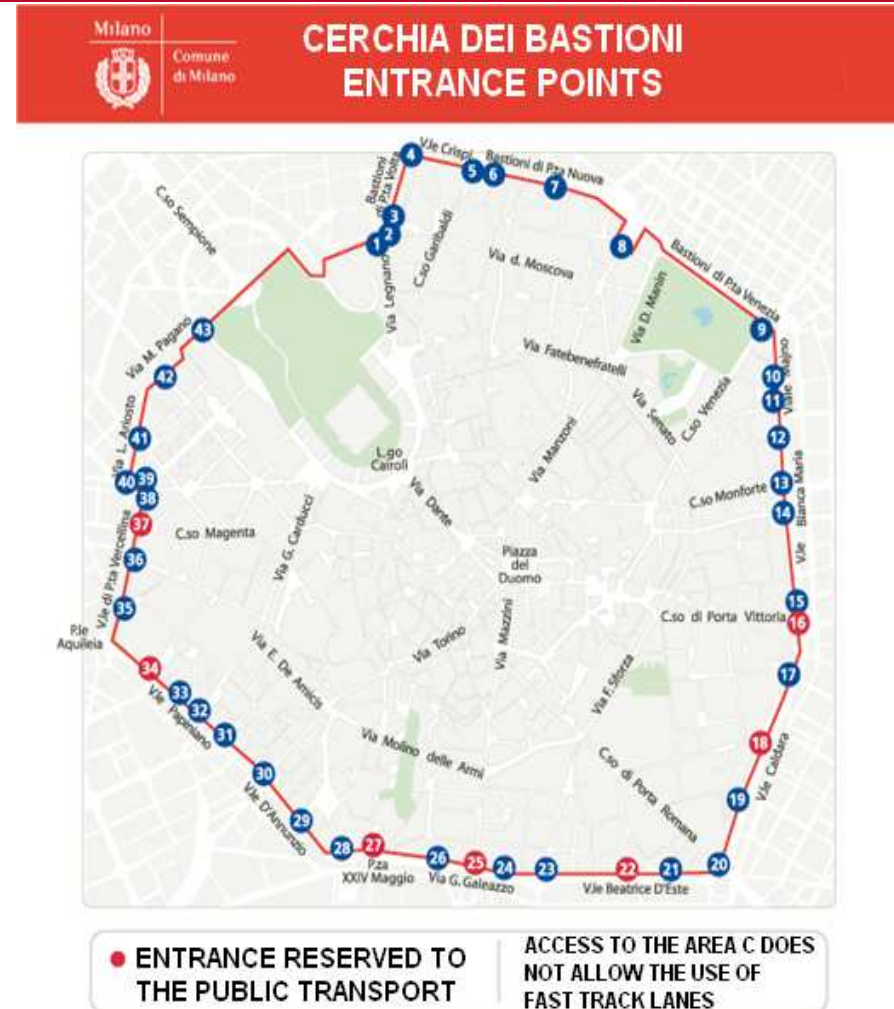 Milano
Comune
di Milano
CERCHIA DEI BASTIONI
ENTRANCE POINTS
V.le Crispi
Bastioni di P.ta Nuova
Bastioni
di P.ta Volta
C.so Sempione
C.so Garibaldi
Via Legnano
Via d. Moscova
Bastioni di P.ta Venezia
Via D. Manin
Via M. Pagano
Via Fatebenefratelli
V.le Majno
Via Senato
C.so Venezia
Via L. Ariosto
L.go
Cairoli
Via Manzoni
Via Dante
C.so Monforte
V.le Bianca Maria
C.so Magenta
Via G. Carducci
V.le di P.ta Vercellina
Piazza
del
Duomo
P.le
Aquileia
C.so di Porta Vittoria
Via Torino
Via Mazzini
Via E. De Amicis
Via F. Sforza
V.le Papiniano
Via Molino delle Armi
C.so di Porta Romana
V.le Caldara
V.le D'Annunzio
P.za
XXIV Maggio
Via G. Galeazzo
V.le Beatrice D'Este
1
2
3
4
5
6
7
8
9
10
11
12
13
14
15
16
17
18
19
20
21
22
23
24
25
26
27
28
29
30
31
32
33
34
35
36
37
38
39
40
41
42
43
ENTRANCE RESERVED TO
THE PUBLIC TRANSPORT
ACCESS TO THE AREA C DOES
NOT ALLOW THE USE OF
FAST TRACK LANES